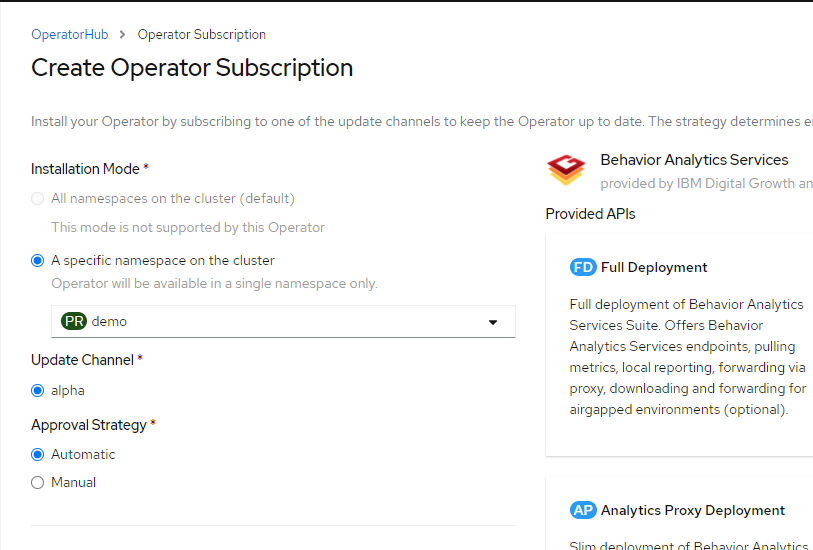 OperatorHub > Operator Subscription
Create Operator Subscription
Install your Operator by subscribing to one of the update channels to keep the Operator up to date. The strategy determines
Installation Mode *
All namespaces on the cluster (default)
This mode is not supported by this Operator
A specific namespace on the cluster
Operator will be available in a single namespace only.
PR demo
Update Channel *
alpha
Approval Strategy *
Automatic
Manual
Behavior Analytics Services
provided by IBM Digital Growth
Provided APIs
FD Full Deployment
Full deployment of Behavior Analytics
Services Suite. Offers Behavior
Analytics Services endpoints, pulling
metrics, local reporting, forwarding via
proxy, downloading and forwarding for
airgapped environments (optional).
AP Analytics Proxy Deployment
Slim deployment of Behavior Analytics